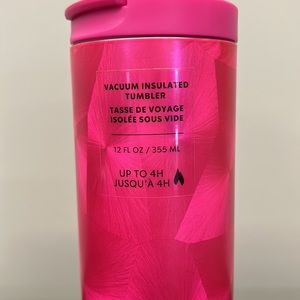 VACUUM INSULATED
TUMBLER
TASSE DE VOYAGE
ISOLÉE SOUS VIDE
12 FL OZ / 355 ML
UP TO 4H
JUSQU'À 4H